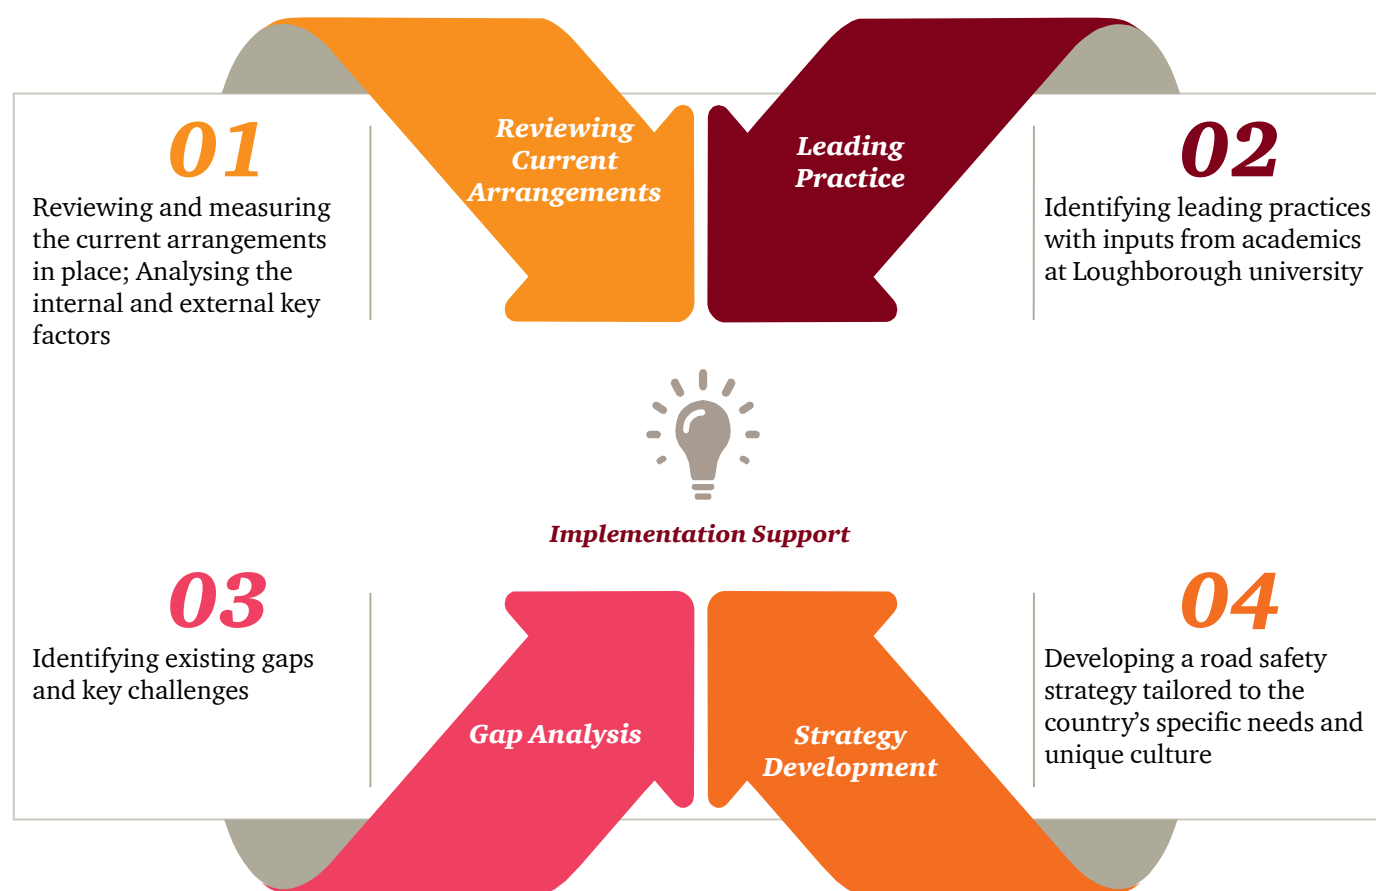 01
Reviewing and measuring
the current arrangements
in place; Analysing the
internal and external key
factors
Reviewing
Current
Arrangements
Leading
Practice
02
Identifying leading practices
with inputs from academics
at Loughborough university
Implementation Support
03
Identifying existing gaps
and key challenges
Gap Analysis
Strategy
Development
04
Developing a road safety
strategy tailored to the
country’s specific needs and
unique culture